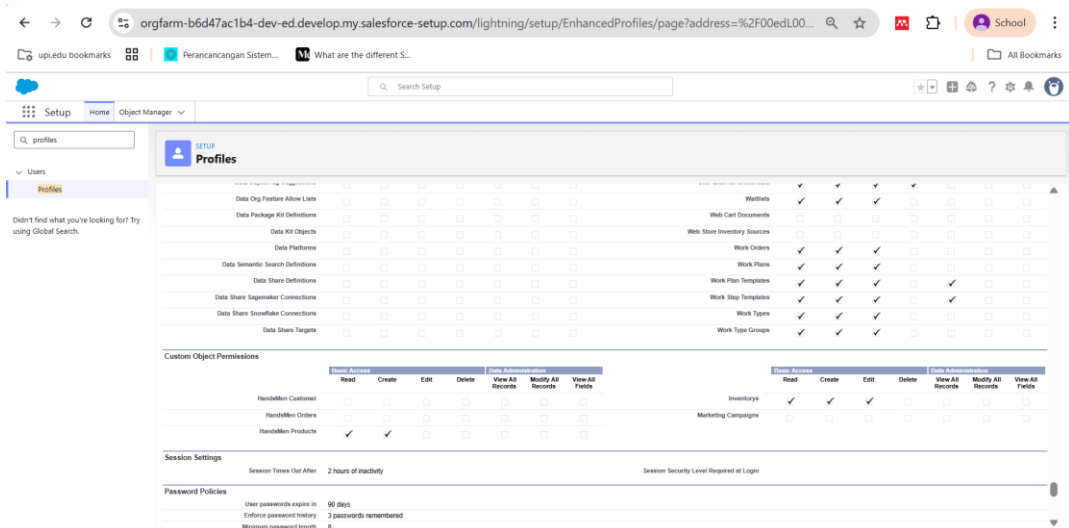 orgfarm-b6d47ac1b4-dev-ed.develop.my.salesforce-setup.com/lightning/setup/EnhancedProfiles/page?address=%2F00edL00...
School
upi.edu bookmarks
Perancancangan Sistem...
What are the different S...
All Bookmarks
Search Setup
Setup Home Object Manager
profiles
Users
Profiles
Didn't find what you're looking for? Try
using Global Search.
SETUP
Profiles
Data Org Feature Allow Lists Waitlists
Data Package Kit Definitions Web Cart Documents
Data Kit Objects Web Store Inventory Sources
Data Platforms Work Orders
Data Semantic Search Definitions Work Plans
Data Share Definitions Work Plan Templates
Data Share Sagemaker Connections Work Step Templates
Data Share Snowflake Connections Work Types
Data Share Targets Work Type Groups
Custom Object Permissions
Basic Access Data Administration Basic Access Data Administration
Read Create Edit Delete View All Records Modify All Records View All Fields Read Create Edit Delete View All Records Modify All Records View All Fields
HandsMen Customer Inventorys
HandsMen Orders Marketing Campaigns
HandsMen Products
Session Settings
Session Times Out After 2 hours of inactivity Session Security Level Required at Login
Password Policies
User passwords expire in 90 days
Enforce password history 3 passwords remembered
Minimum password length 8